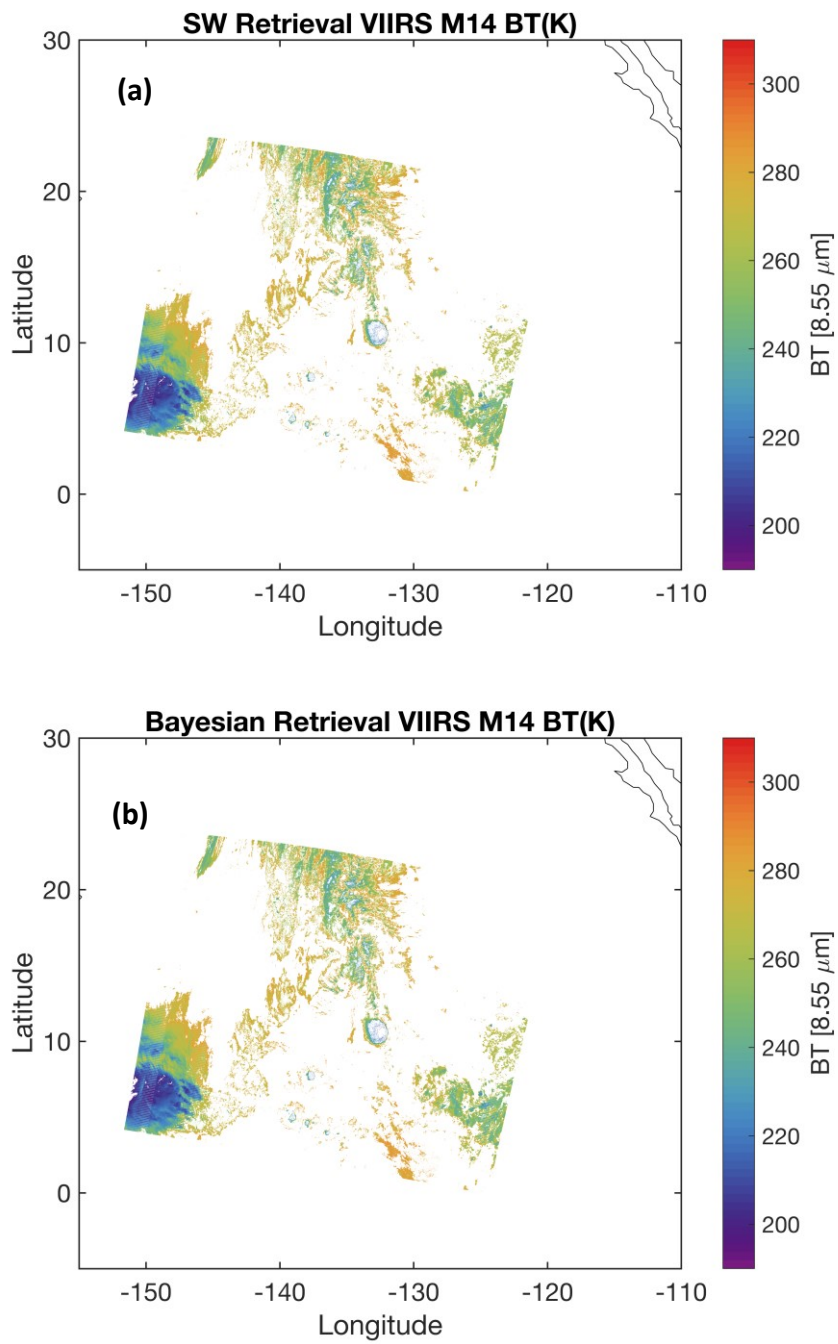 SW Retrieval VIIRS M14 BT(K)
(a)
30
20
10
0
Latitude
-150 -140 -130 -120 -110
Longitude
300
280
260
240
220
200
BT [8.55 μm]
Bayesian Retrieval VIIRS M14 BT(K)
(b)
30
20
10
0
Latitude
-150 -140 -130 -120 -110
Longitude
300
280
260
240
220
200
BT [8.55 μm]